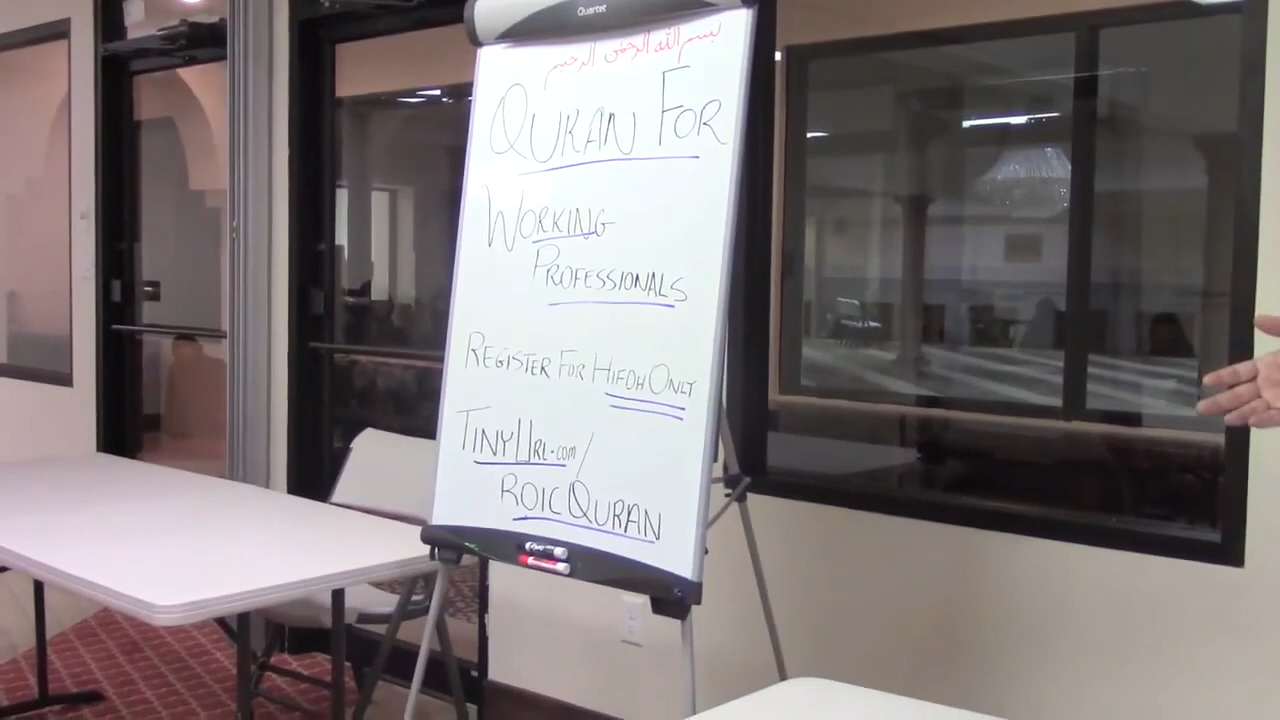 Quartet
بسم الله الرحمن الرحيم
QURAN FOR
WORKING
PROFESSIONALS
REGISTER FOR HIFDH ONLY
TINYURL.COM/
ROICQURAN